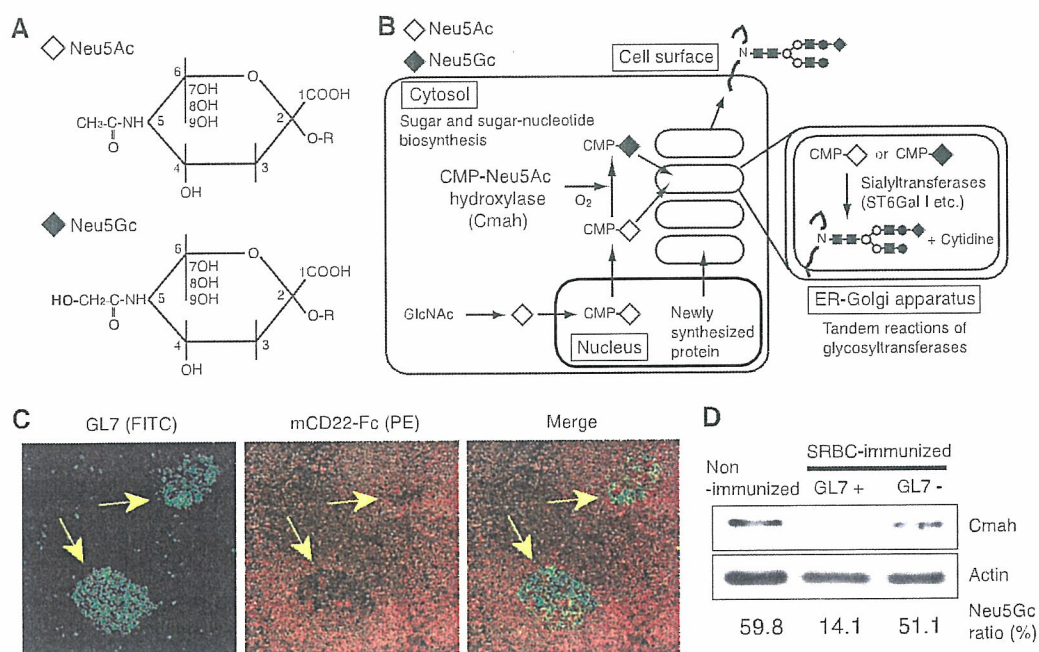 A
Neu5Ac
6
O
7OH
8OH
9OH
1COOH
2
O-R
CH3-C-NH
O
5
4
3
OH
Neu5Gc
6
O
7OH
8OH
9OH
1COOH
2
O-R
HO-CH2-C-NH
O
5
4
3
OH
B
Neu5Ac
Neu5Gc
Cell surface
N
Cytosol
Sugar and sugar-nucleotide
biosynthesis
CMP-
CMP-Neu5Ac
hydroxylase
(Cmah)
O2
CMP-
GlcNAc
CMP-
Nucleus
Newly
synthesized
protein
CMP- or CMP-
Sialyltransferases
(ST6Gal I etc.)
N
+ Cytidine
ER-Golgi apparatus
Tandem reactions of
glycosyltransferases
C
GL7 (FITC)
mCD22-Fc (PE)
Merge
D
SRBC-immunized
Non
-immunized
GL7 +
GL7 -
Cmah
Actin
59.8
14.1
51.1
Neu5Gc
ratio (%)